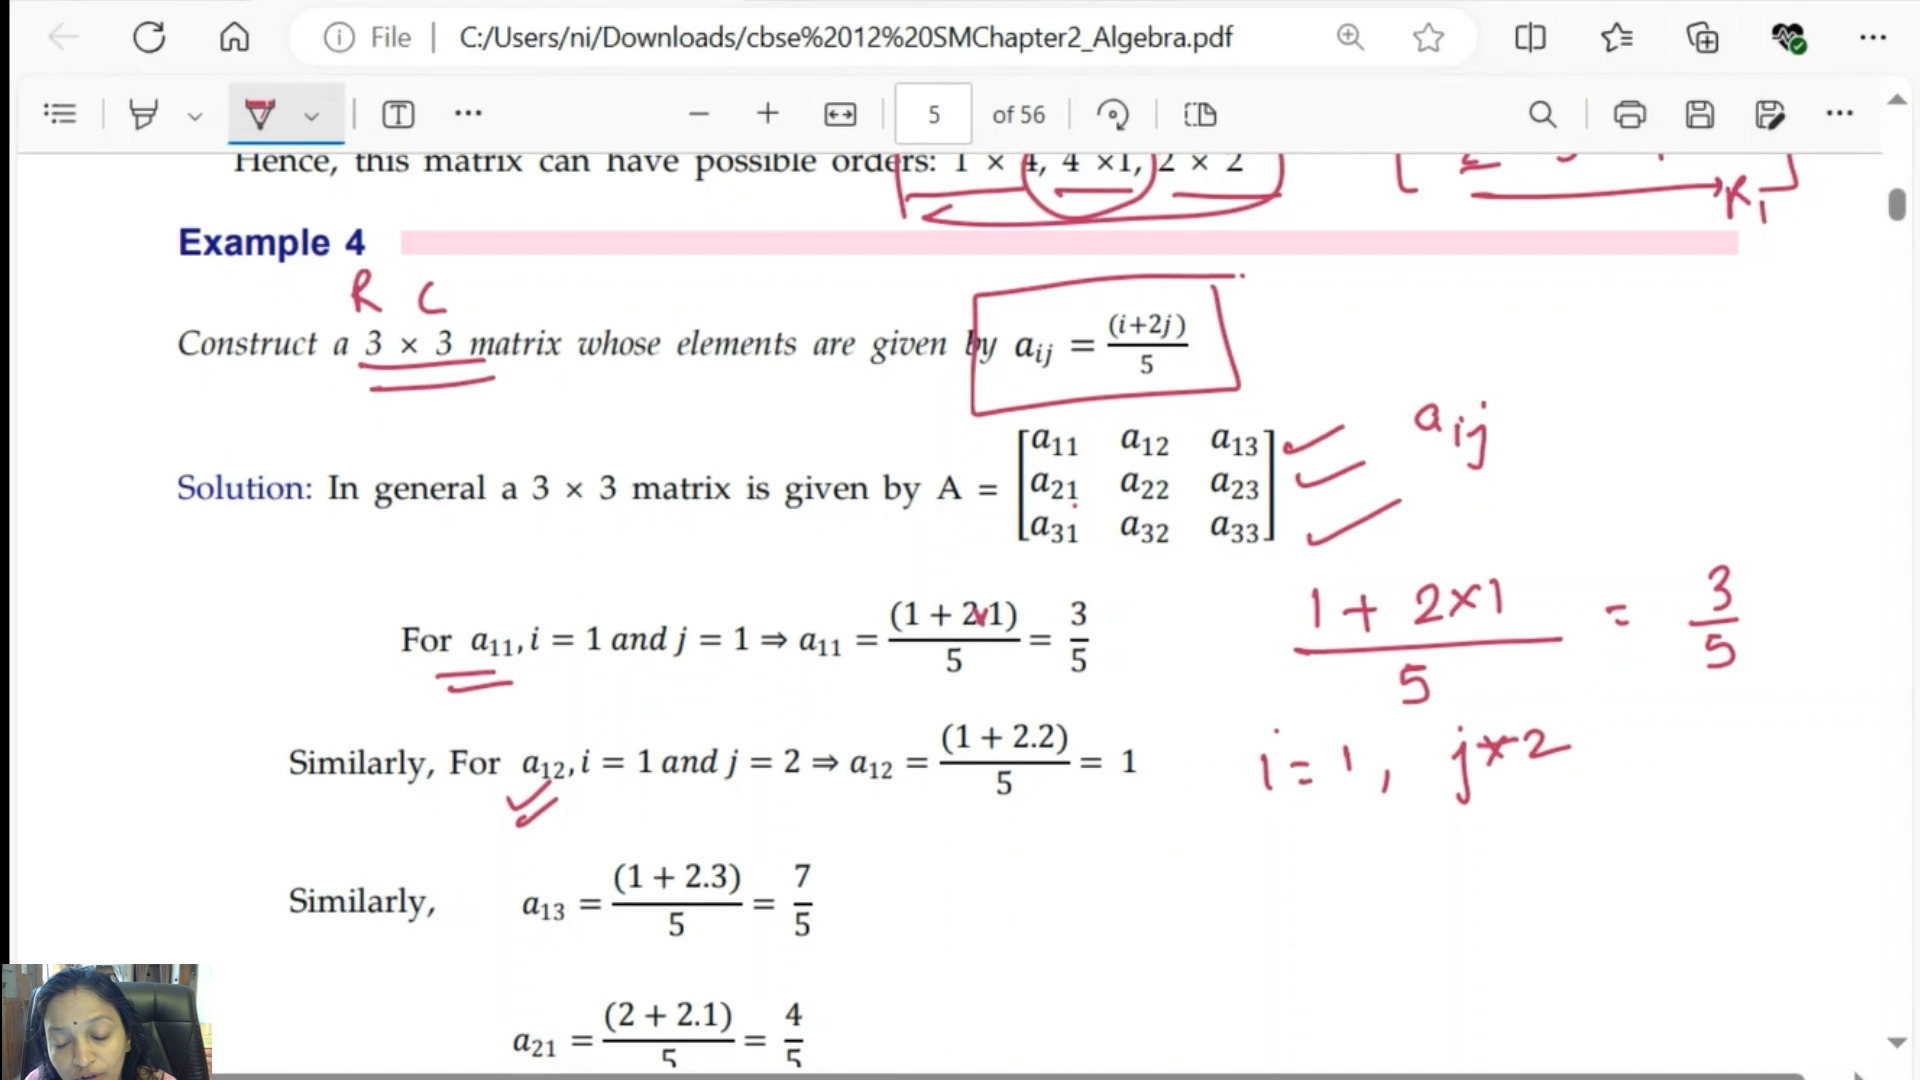 File | C:/Users/ni/Downloads/cbse%2012%20SMChapter2_Algebra.pdf
5 of 56
Hence, this matrix can have possible orders: 1 × 4, 4 ×1, 2 × 2
R1
Example 4
R C
Construct a 3 × 3 matrix whose elements are given by aij = (i+2j)/5
aij
Solution: In general a 3 × 3 matrix is given by A = [a11 a12 a13
a21 a22 a23
a31 a32 a33]
For a11, i = 1 and j = 1 ⇒ a11 = (1 + 2×1)/5 = 3/5
1 + 2×1 / 5 = 3/5
Similarly, For a12, i = 1 and j = 2 ⇒ a12 = (1 + 2.2)/5 = 1
i = 1, j = 2
Similarly, a13 = (1 + 2.3)/5 = 7/5
a21 = (2 + 2.1)/5 = 4/5